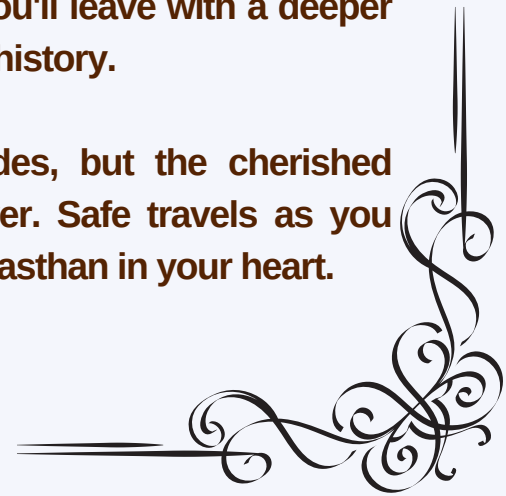 ou'll leave with a deeper
history.
des, but the cherished
er. Safe travels as you
asthan in your heart.